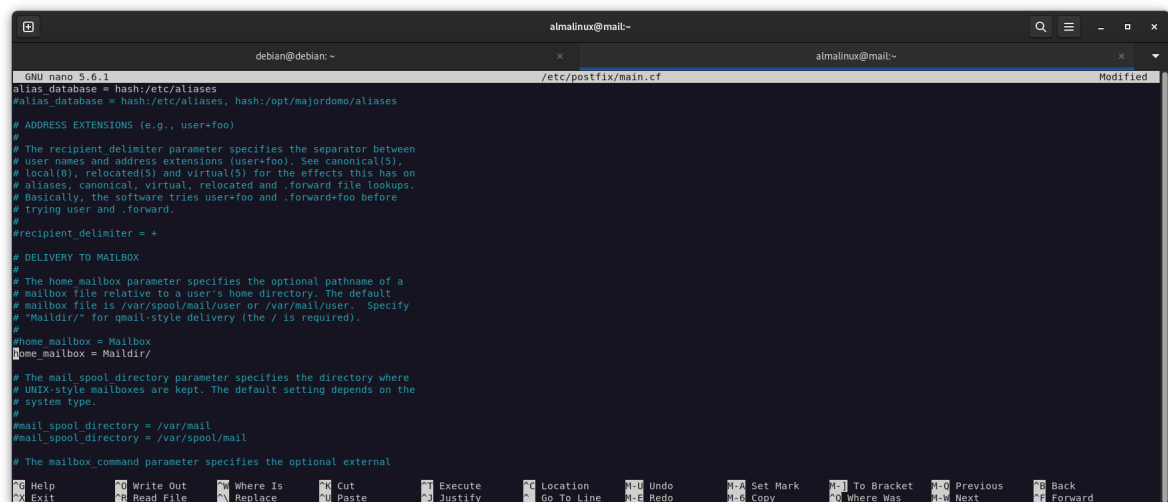 almalinux@mail:~
debian@debian: ~
almalinux@mail:~
GNU nano 5.6.1 /etc/postfix/main.cf Modified
alias_database = hash:/etc/aliases
#alias_database = hash:/etc/aliases, hash:/opt/majordomo/aliases
# ADDRESS EXTENSIONS (e.g., user+foo)
#
# The recipient_delimiter parameter specifies the separator between
# user names and address extensions (user+foo). See canonical(5),
# local(8), relocated(5) and virtual(5) for the effects this has on
# aliases, canonical, virtual, relocated and .forward file lookups.
# Basically, the software tries user+foo and .forward+foo before
# trying user and .forward.
#
#recipient_delimiter = +
# DELIVERY TO MAILBOX
#
# The home_mailbox parameter specifies the optional pathname of a
# mailbox file relative to a user's home directory. The default
# mailbox file is /var/spool/mail/user or /var/mail/user.  Specify
# "Maildir/" for qmail-style delivery (the / is required).
#
#home_mailbox = Mailbox
home_mailbox = Maildir/
# The mail_spool_directory parameter specifies the directory where
# UNIX-style mailboxes are kept. The default setting depends on the
# system type.
#
#mail_spool_directory = /var/mail
#mail_spool_directory = /var/spool/mail
# The mailbox_command parameter specifies the optional external
^G Help ^O Write Out ^W Where Is ^K Cut ^T Execute ^C Location M-U Undo M-A Set Mark M-] To Bracket M-Q Previous ^B Back
^X Exit ^R Read File ^\ Replace ^U Paste ^J Justify ^_ Go To Line M-E Redo M-6 Copy ^Q Where Was M-W Next ^F Forward